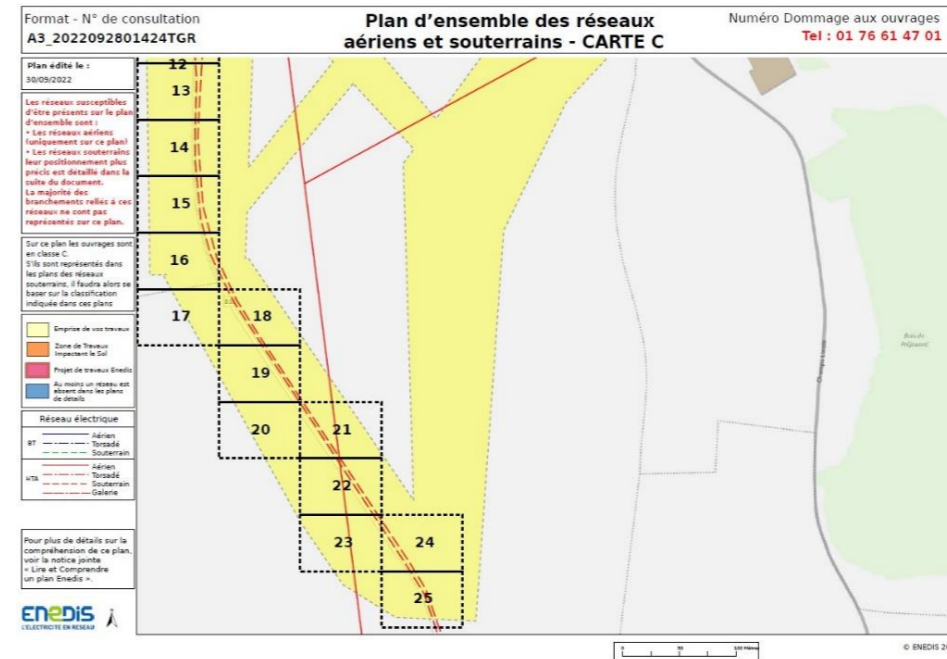 Format - N° de consultation
A3_2022092801424TGR
Plan d’ensemble des réseaux
aériens et souterrains - CARTE C
Numéro Dommage aux ouvrages
Tel : 01 76 61 47 01
Plan édité le :
30/09/2022
Les réseaux susceptibles
d'être présents sur le plan
d'ensemble sont :
• Les réseaux aériens
(uniquement sur ce plan)
• Les réseaux souterrains
leur positionnement plus
précis est détaillé dans la
suite du document.
La majorité des
branchements reliés à ces
réseaux ne sont pas
représentés sur ce plan.
Sur ce plan les ouvrages sont
en classe C.
S'ils sont représentés dans
les plans des réseaux
souterrains, il faudra alors se
baser sur la classification
indiquée dans ces plans
Emprise de vos travaux
Zone de Travaux
Impactant le Sol
Projet de travaux Enedis
Au moins un réseau est
absent dans les plans
de détails
Réseau électrique
BT
Aérien
Torsadé
Souterrain
HTA
Aérien
Torsadé
Souterrain
Galerie
Pour plus de détails sur la
compréhension de ce plan,
voir la notice jointe
« Lire et Comprendre
un plan Enedis ».
ENEDIS
L'ELECTRICITE EN RESEAU
12
13
14
15
16
17
18
19
20
21
22
23
24
25
Bois de
0
50
100 Mètres
© ENEDIS 20